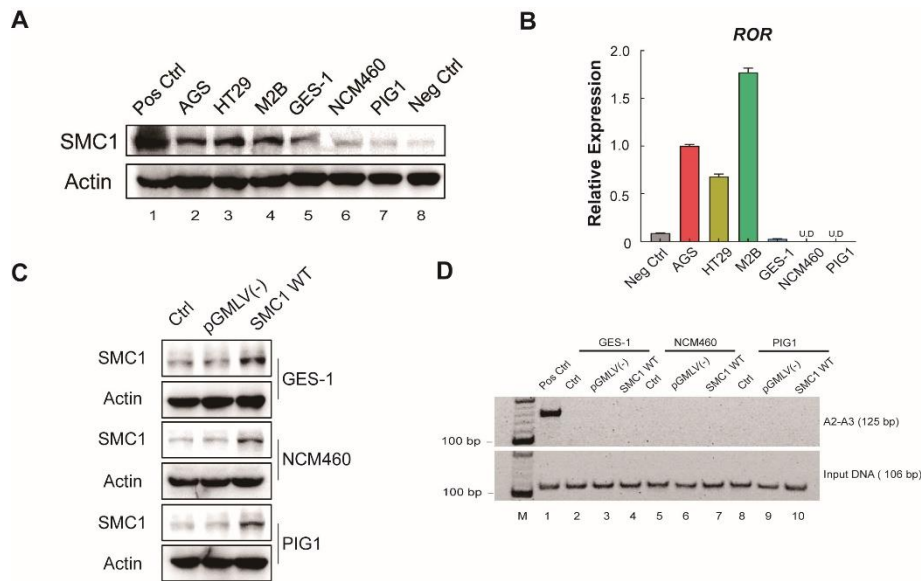 A
Pos Ctrl AGS HT29 M2B GES-1 NCM460 PIG1 Neg Ctrl
SMC1
Actin
1 2 3 4 5 6 7 8
B
ROR
Relative Expression
2.0
1.5
1.0
0.5
0
U.D U.D
Neg Ctrl AGS HT29 M2B GES-1 NCM460 PIG1
C
Ctrl pGMLV(-) SMC1 WT
SMC1
Actin
GES-1
SMC1
Actin
NCM460
SMC1
Actin
PIG1
D
GES-1 NCM460 PIG1
Pos Ctrl Ctrl pGMLV(-) SMC1 WT Ctrl pGMLV(-) SMC1 WT Ctrl pGMLV(-) SMC1 WT
A2-A3 (125 bp)
100 bp
Input DNA ( 106 bp)
100 bp
M 1 2 3 4 5 6 7 8 9 10